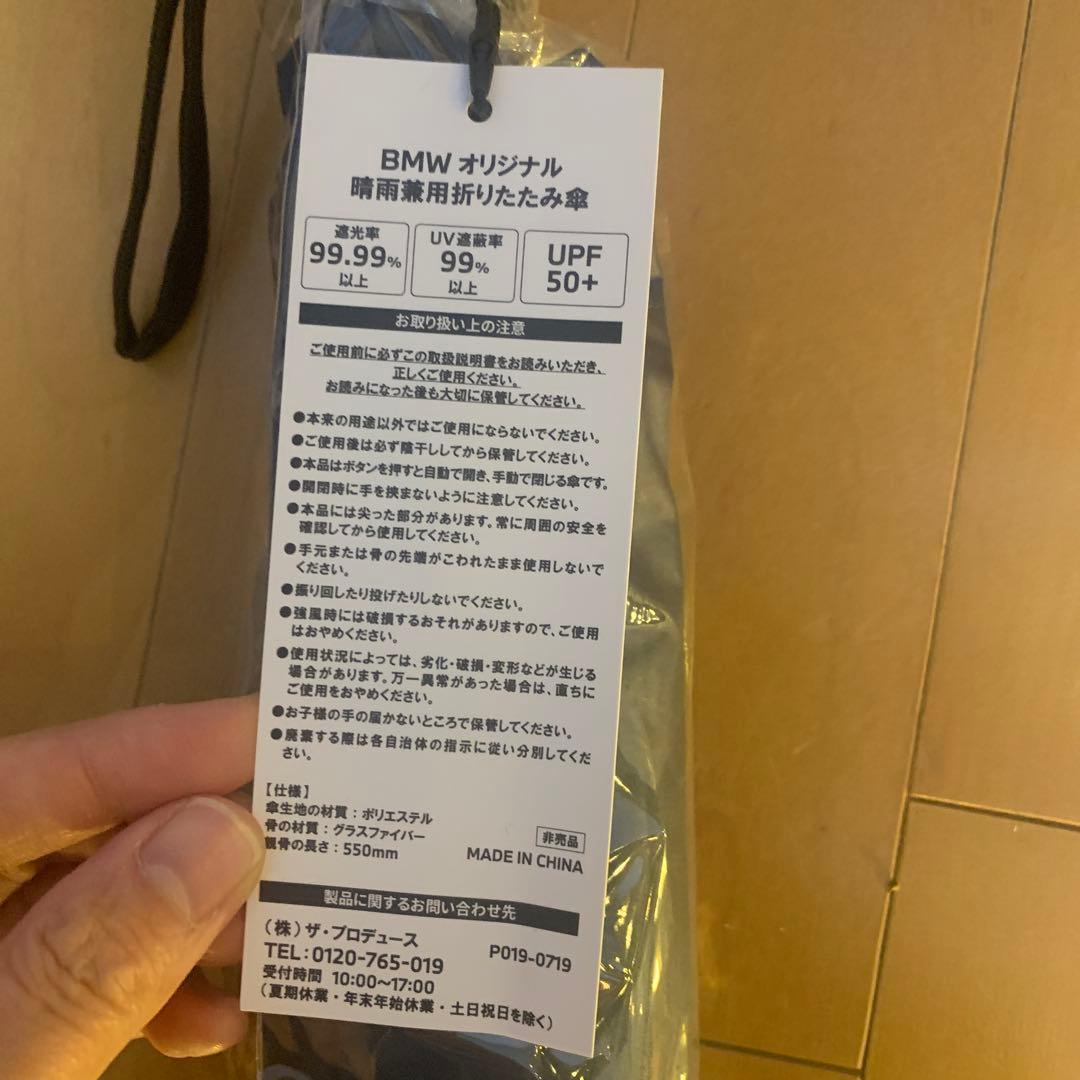 BMW オリジナル
晴雨兼用折りたたみ傘
遮光率
99.99%
以上
UV遮蔽率
99%
以上
UPF
50+
お取り扱い上の注意
ご使用前に必ずこの取扱説明書をお読みいただき、
正しくご使用ください。
お読みになった後も大切に保管してください。
●本来の用途以外ではご使用にならないでください。
●ご使用後は必ず陰干ししてから保管してください。
●本品はボタンを押すと自動で開き、手動で閉じる傘です。
●開閉時に手を挟まないように注意してください。
●本品には尖った部分があります。常に周囲の安全を
確認してから使用してください。
●手元または骨の先端がこわれたまま使用しないで
ください。
●振り回したり投げたりしないでください。
●強風時には破損するおそれがありますので、ご使用
はおやめください。
●使用状況によっては、劣化・破損・変形などが生じる
場合があります。万一異常があった場合は、直ちに
ご使用をおやめください。
●お子様の手の届かないところで保管してください。
●廃棄する際は各自治体の指示に従い分別してくだ
さい。
【仕様】
傘生地の材質：ポリエステル
骨の材質：グラスファイバー
親骨の長さ：550mm
非売品
MADE IN CHINA
製品に関するお問い合わせ先
（株）ザ・プロデュース
TEL：0120-765-019
P019-0719
受付時間 10:00〜17:00
（夏期休業・年末年始休業・土日祝日を除く）